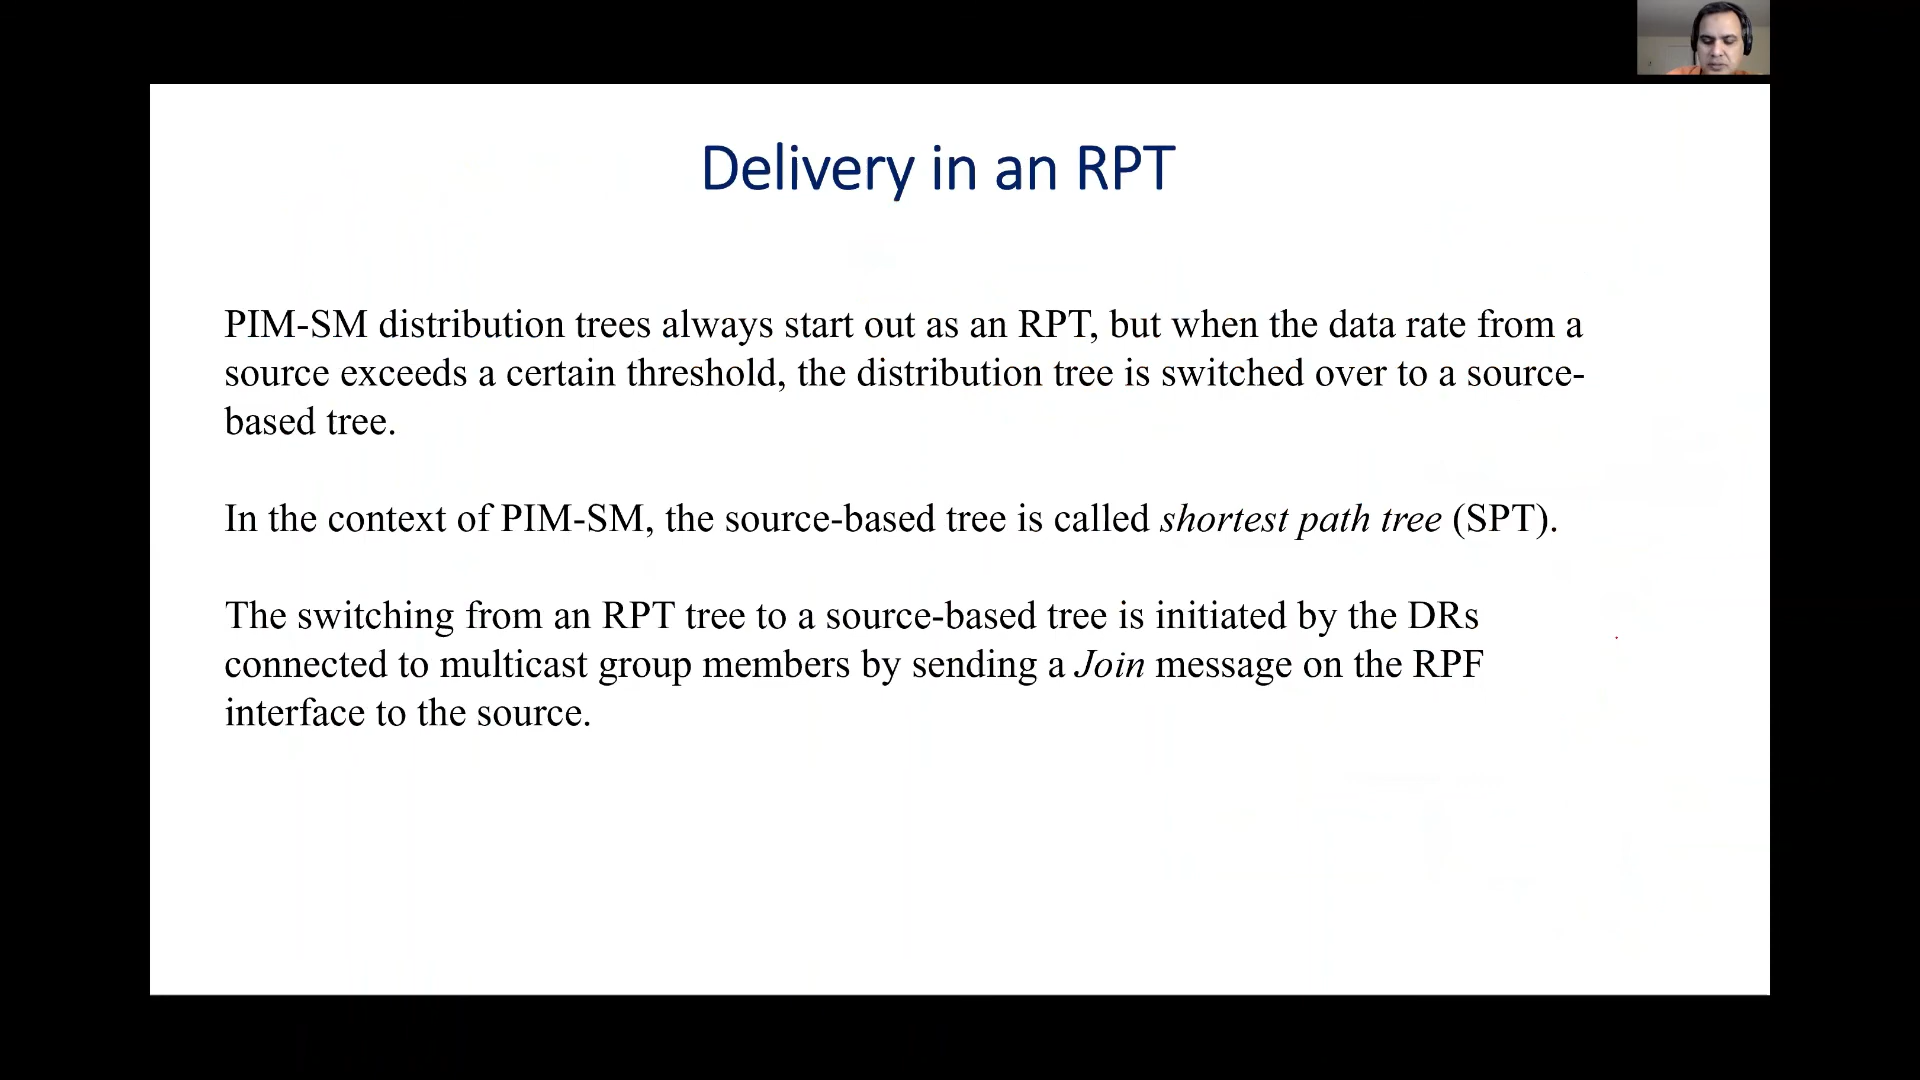 Delivery in an RPT
PIM-SM distribution trees always start out as an RPT, but when the data rate from a
source exceeds a certain threshold, the distribution tree is switched over to a source-
based tree.
In the context of PIM-SM, the source-based tree is called shortest path tree (SPT).
The switching from an RPT tree to a source-based tree is initiated by the DRs
connected to multicast group members by sending a Join message on the RPF
interface to the source.